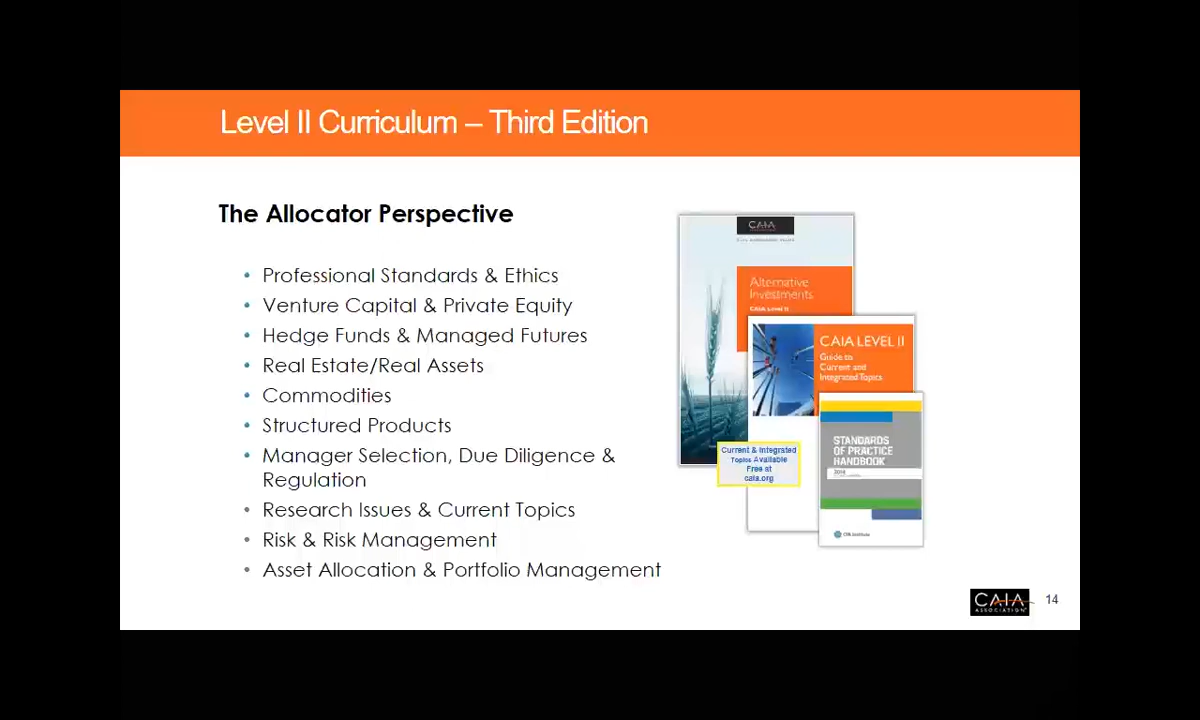 Level II Curriculum – Third Edition
The Allocator Perspective
• Professional Standards & Ethics
• Venture Capital & Private Equity
• Hedge Funds & Managed Futures
• Real Estate/Real Assets
• Commodities
• Structured Products
• Manager Selection, Due Diligence &
Regulation
• Research Issues & Current Topics
• Risk & Risk Management
• Asset Allocation & Portfolio Management
CAIA
Alternative
Investments
CAIA Level II
CAIA LEVEL II
Guide to
Current and
Integrated Topics
Current & Integrated
Topics Available
Free at
caia.org
STANDARDS
OF PRACTICE
HANDBOOK
CFA Institute
CAIA
ASSOCIATION
14